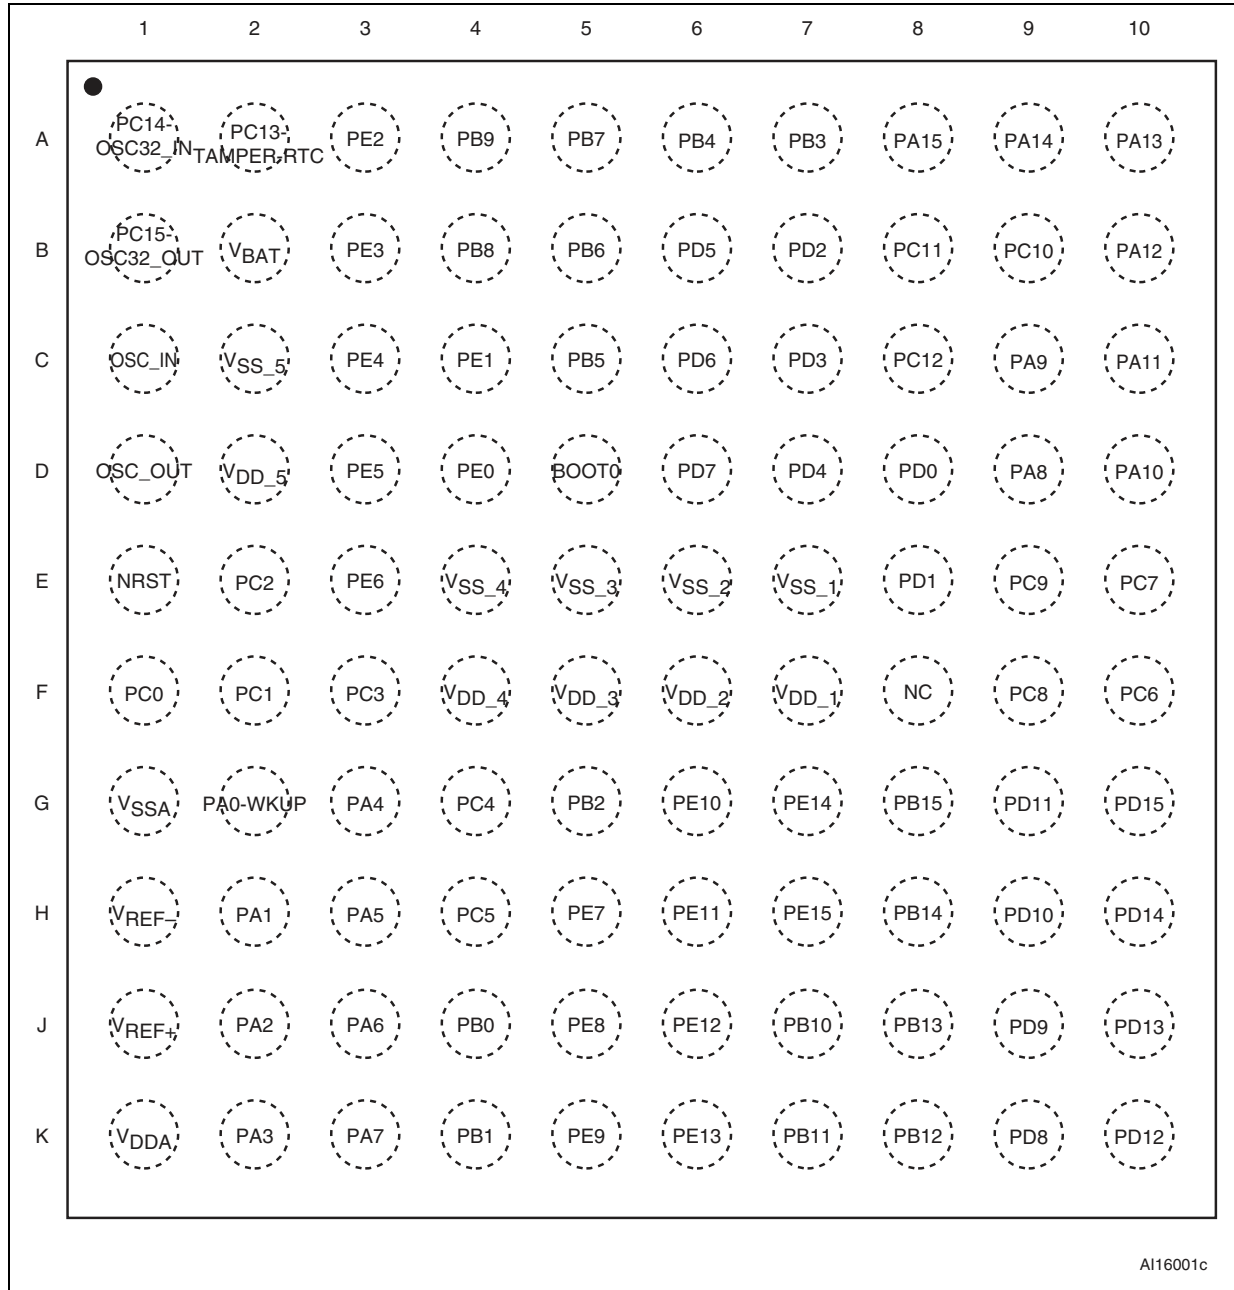 1 2 3 4 5 6 7 8 9 10
A PC14-OSC32_IN PC13-TAMPER-RTC PE2 PB9 PB7 PB4 PB3 PA15 PA14 PA13
B PC15-OSC32_OUT VBAT PE3 PB8 PB6 PD5 PD2 PC11 PC10 PA12
C OSC_IN VSS_5 PE4 PE1 PB5 PD6 PD3 PC12 PA9 PA11
D OSC_OUT VDD_5 PE5 PE0 BOOT0 PD7 PD4 PD0 PA8 PA10
E NRST PC2 PE6 VSS_4 VSS_3 VSS_2 VSS_1 PD1 PC9 PC7
F PC0 PC1 PC3 VDD_4 VDD_3 VDD_2 VDD_1 NC PC8 PC6
G VSSA PA0-WKUP PA4 PC4 PB2 PE10 PE14 PB15 PD11 PD15
H VREF– PA1 PA5 PC5 PE7 PE11 PE15 PB14 PD10 PD14
J VREF+ PA2 PA6 PB0 PE8 PE12 PB10 PB13 PD9 PD13
K VDDA PA3 PA7 PB1 PE9 PE13 PB11 PB12 PD8 PD12
AI16001c